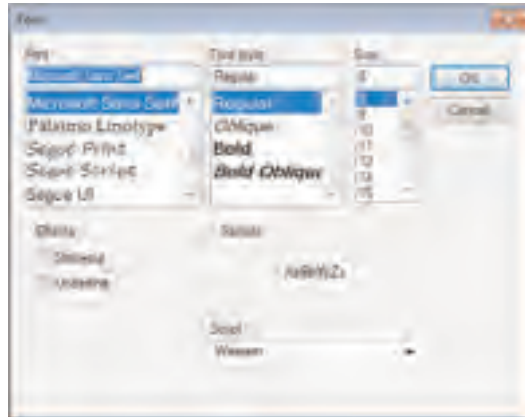 Font
Font: Font style: Size:
Microsoft Sans Serif Regular 8
Microsoft Sans Serif Regular 8
Palatino Linotype Oblique 9
Segoe Print Bold 10
Segoe Script Bold Oblique 11
Segoe UI 12
OK
Cancel
Effects Sample
Strikeout
Underline
AaBbYyZz
Script:
Western